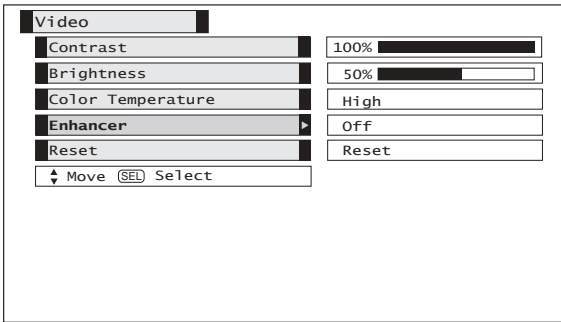 Video
Contrast 100%
Brightness 50%
Color Temperature High
Enhancer Off
Reset Reset
Move SEL Select